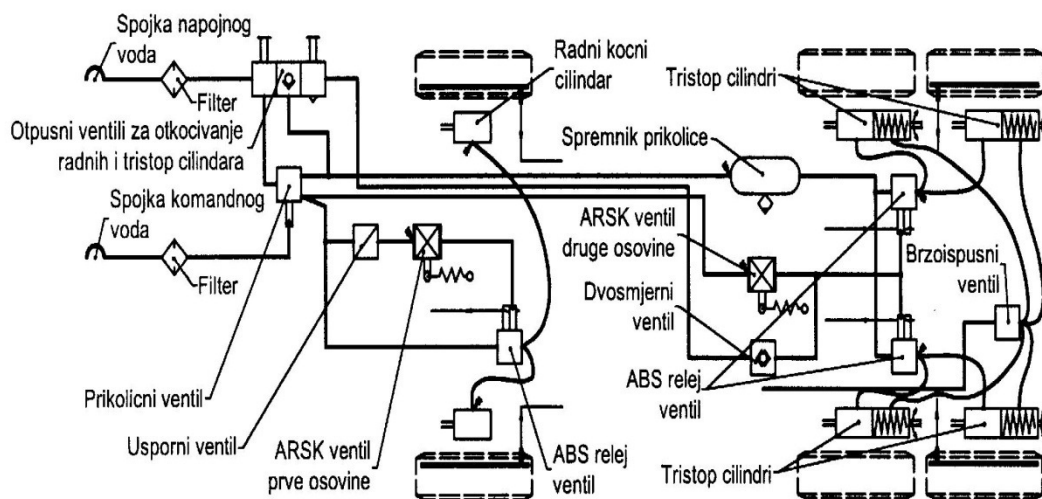 Spojka napojnog
voda
Filter
Otpusni ventili za otkocivanje
radnih i tristop cilindara
Spojka komandnog
voda
Filter
Prikolicni ventil
Usporni ventil
ARSK ventil
prve osovine
Radni kocni
cilindar
ABS relej
ventil
Tristop cilindri
Spremnik prikolice
ARSK ventil
druge osovine
Dvosmjerni
ventil
Brzoispusni
ventil
ABS relej
ventil
Tristop cilindri